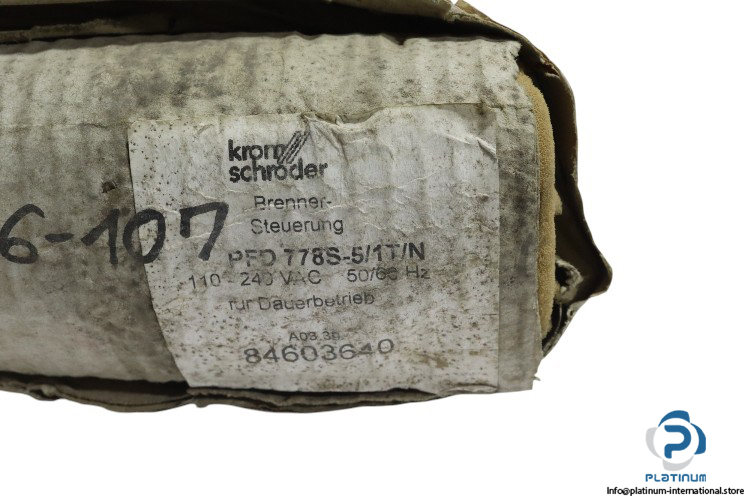 krom
schröder
Brenner-
Steuerung
PFD 778S-5/1T/N
110 - 240 VAC 50/60 Hz
für Dauerbetrieb
84603640
6-107
PLATINUM
Info@platinum-international.store